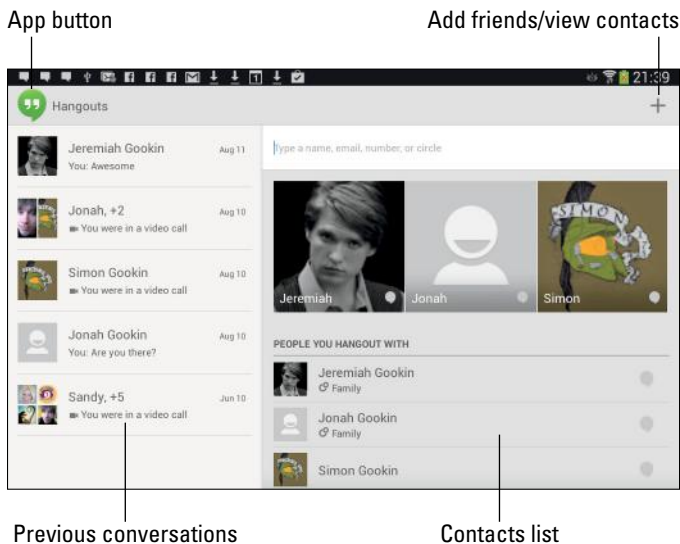 App button
Add friends/view contacts
21:39
Hangouts
Jeremiah Gookin
Aug 11
You: Awesome
Jonah, +2
Aug 10
You were in a video call
Simon Gookin
Aug 10
You were in a video call
Jonah Gookin
Aug 10
You: Are you there?
Sandy, +5
Jun 10
You were in a video call
Type a name, email, number, or circle
SIMON
Jeremiah
Jonah
Simon
PEOPLE YOU HANGOUT WITH
Jeremiah Gookin
Family
Jonah Gookin
Family
Simon Gookin
Previous conversations
Contacts list